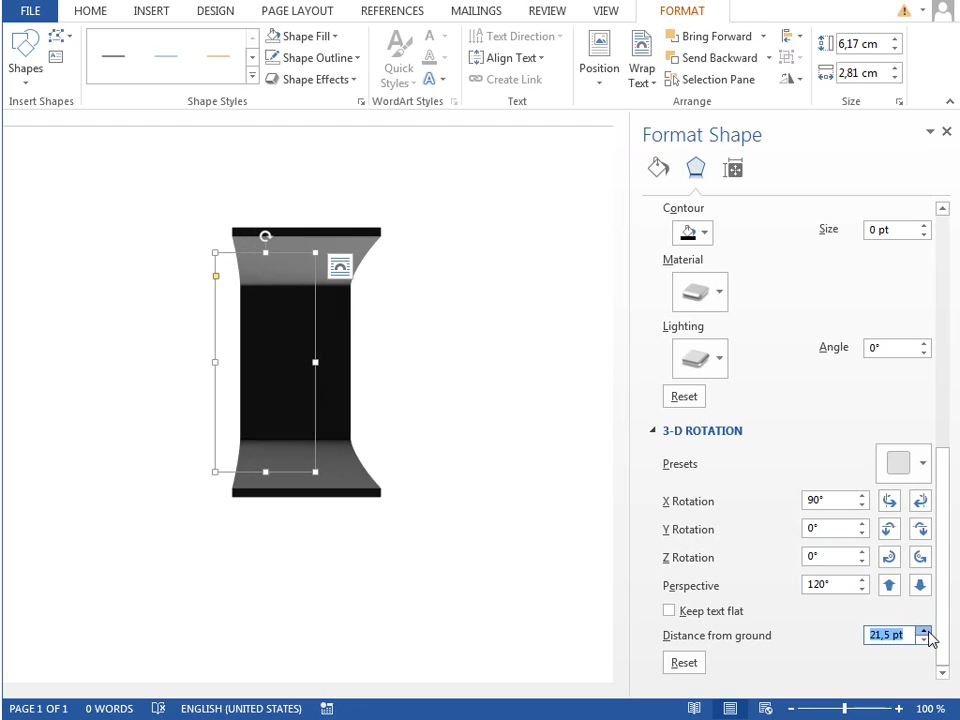 FILE HOME INSERT DESIGN PAGE LAYOUT REFERENCES MAILINGS REVIEW VIEW FORMAT
Shapes
Shape Fill
Shape Outline
Shape Effects
Quick
Styles
A
A
A
Text Direction
Align Text
Create Link
Position
Wrap
Text
Bring Forward
Send Backward
Selection Pane
6,17 cm
2,81 cm
Insert Shapes Shape Styles WordArt Styles Text Arrange Size
Format Shape
Contour
Size 0 pt
Material
Lighting
Angle 0°
Reset
3-D ROTATION
Presets
X Rotation 90°
Y Rotation 0°
Z Rotation 0°
Perspective 120°
Keep text flat
Distance from ground 21,5 pt
Reset
PAGE 1 OF 1 0 WORDS ENGLISH (UNITED STATES) 100 %